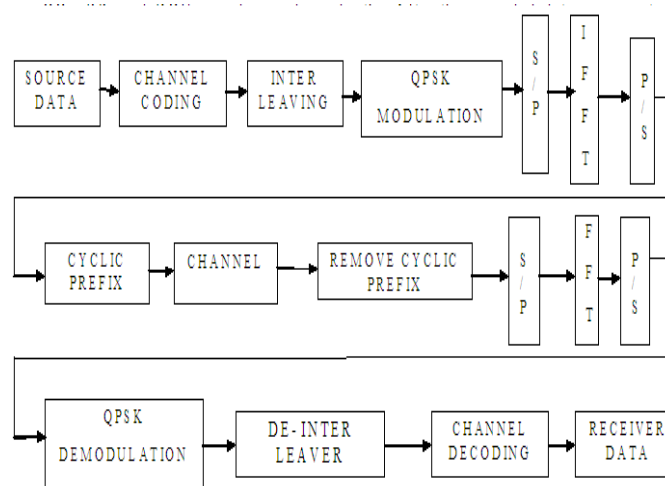 SOURCE
DATA
CHANNEL
CODING
INTER
LEAVING
QPSK
MODULATION
S
/
P
I
F
F
T
P
/
S
CYCLIC
PREFIX
CHANNEL
REMOVE CYCLIC
PREFIX
S
/
P
F
F
T
P
/
S
QPSK
DEMODULATION
DE-INTER
LEAVER
CHANNEL
DECODING
RECEIVER
DATA